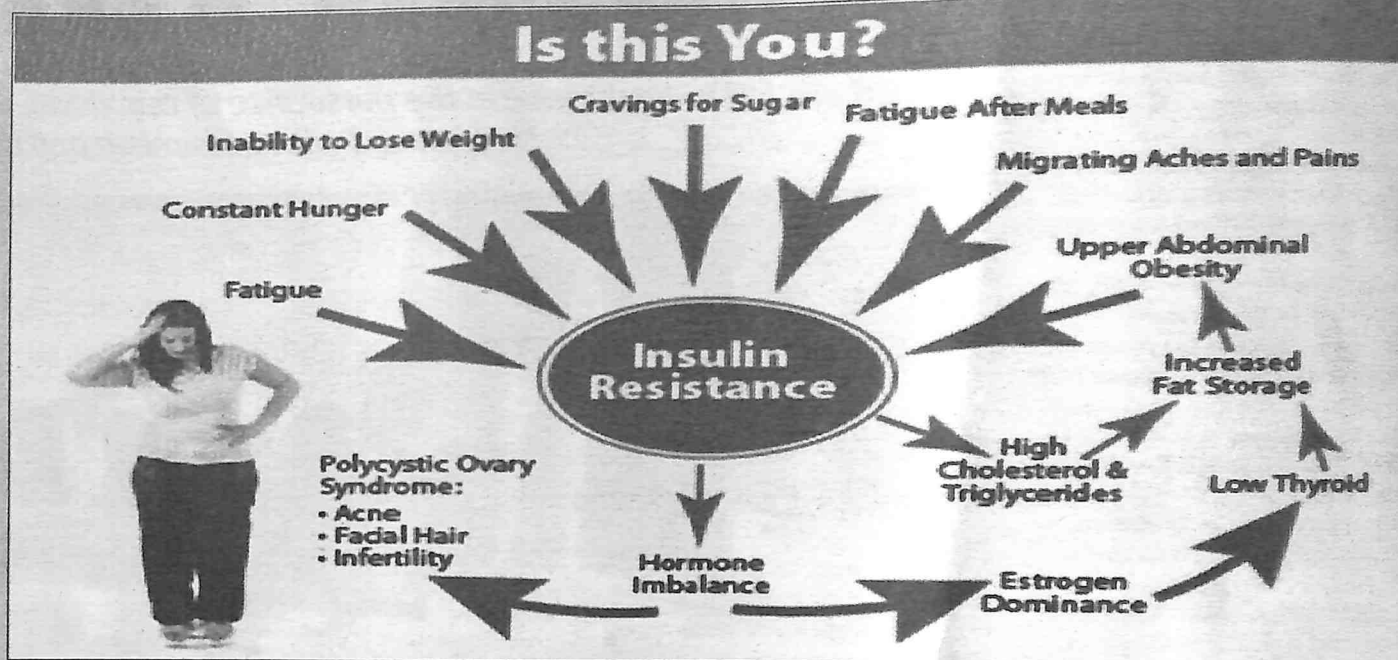 Is this You?
Cravings for Sugar
Fatigue After Meals
Inability to Lose Weight
Migrating Aches and Pains
Constant Hunger
Upper Abdominal
Obesity
Fatigue
Insulin
Resistance
Increased
Fat Storage
High
Cholesterol &
Triglycerides
Low Thyroid
Polycystic Ovary
Syndrome:
• Acne
• Facial Hair
• Infertility
Hormone
Imbalance
Estrogen
Dominance